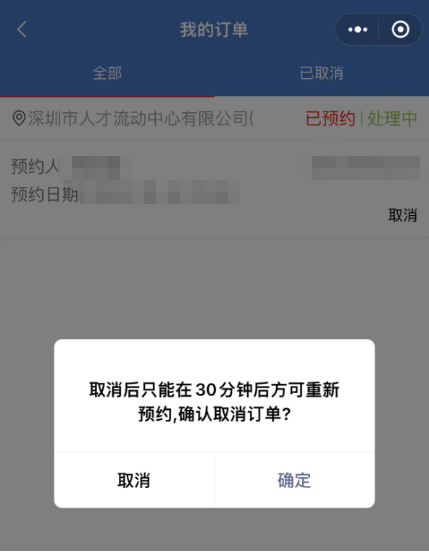 我的订单
全部
已取消
深圳市人才流动中心有限公司(
已预约|处理中
预约人
预约日期
取消
取消后只能在30分钟后方可重新
预约,确认取消订单?
取消
确定